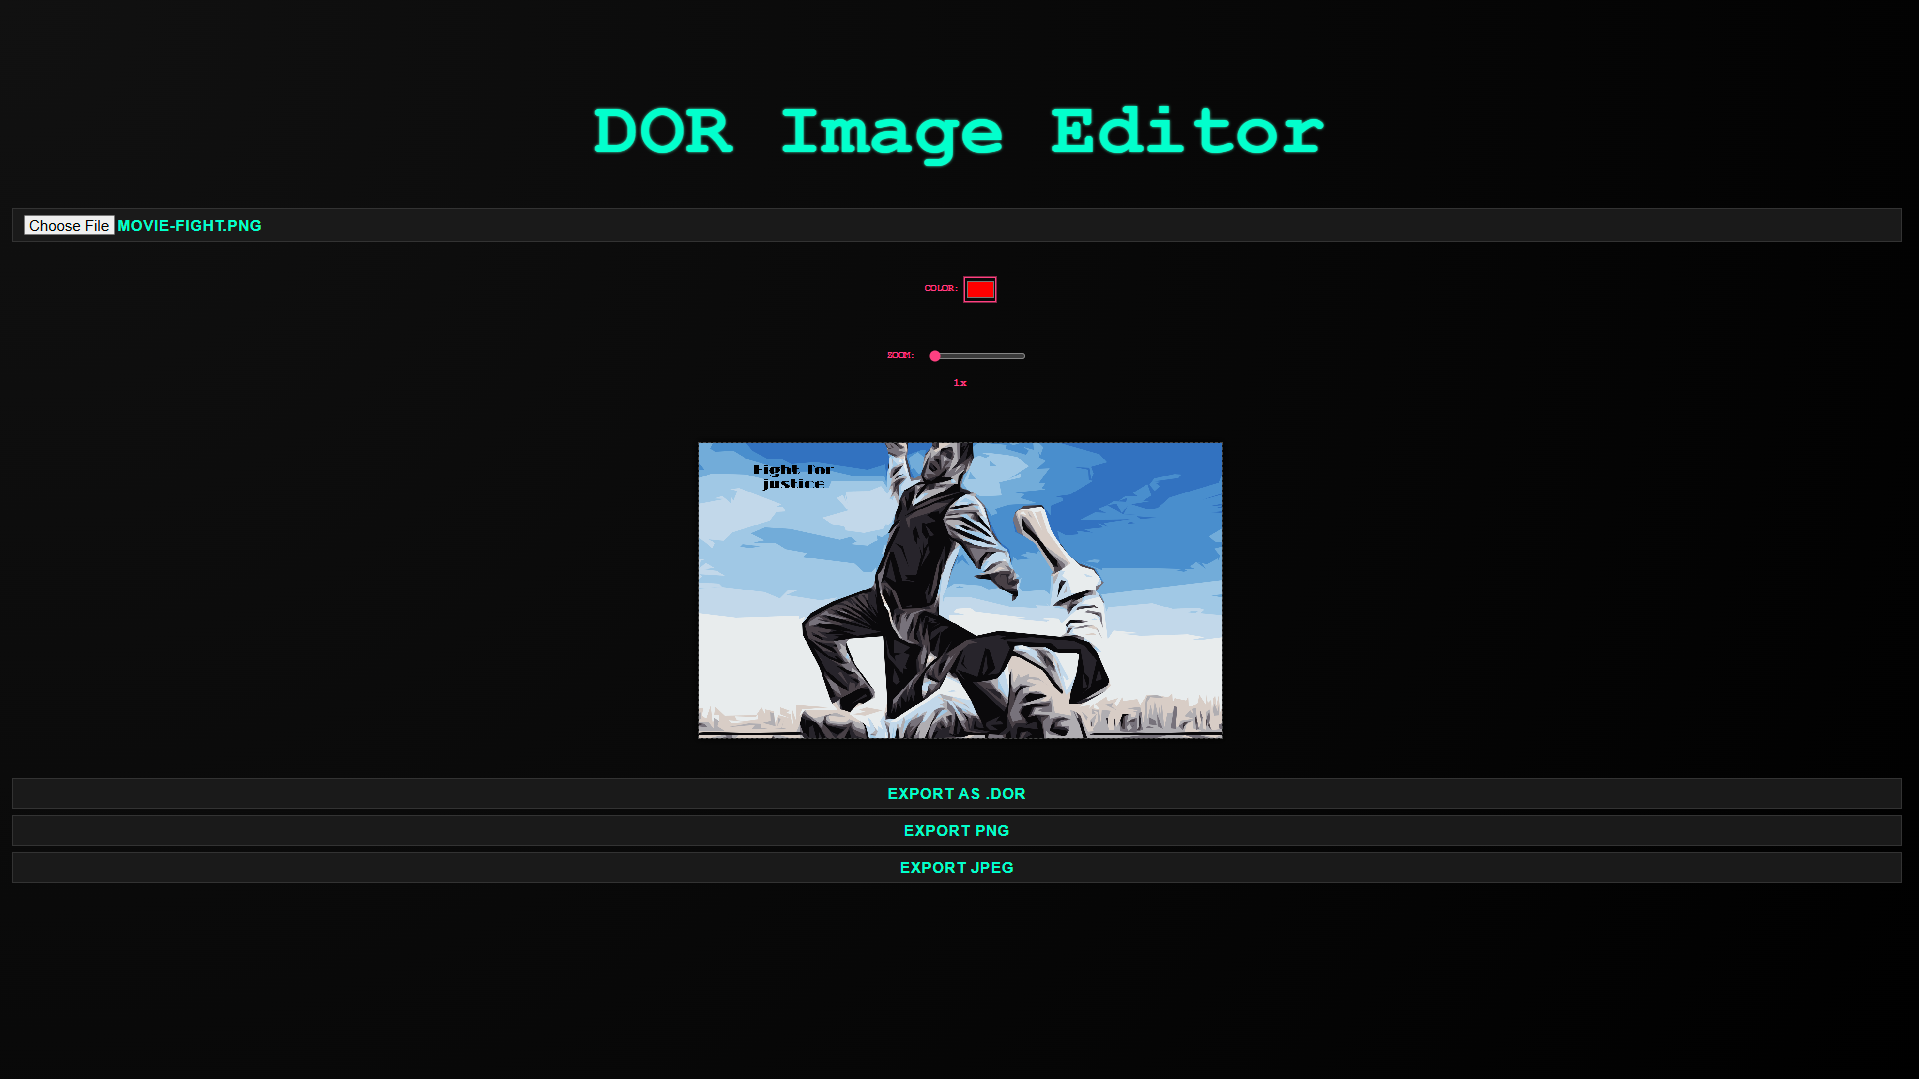 DOR Image Editor
Choose File MOVIE-FIGHT.PNG
COLOR:
ZOOM:
1x
Fight for
justice
EXPORT AS .DOR
EXPORT PNG
EXPORT JPEG